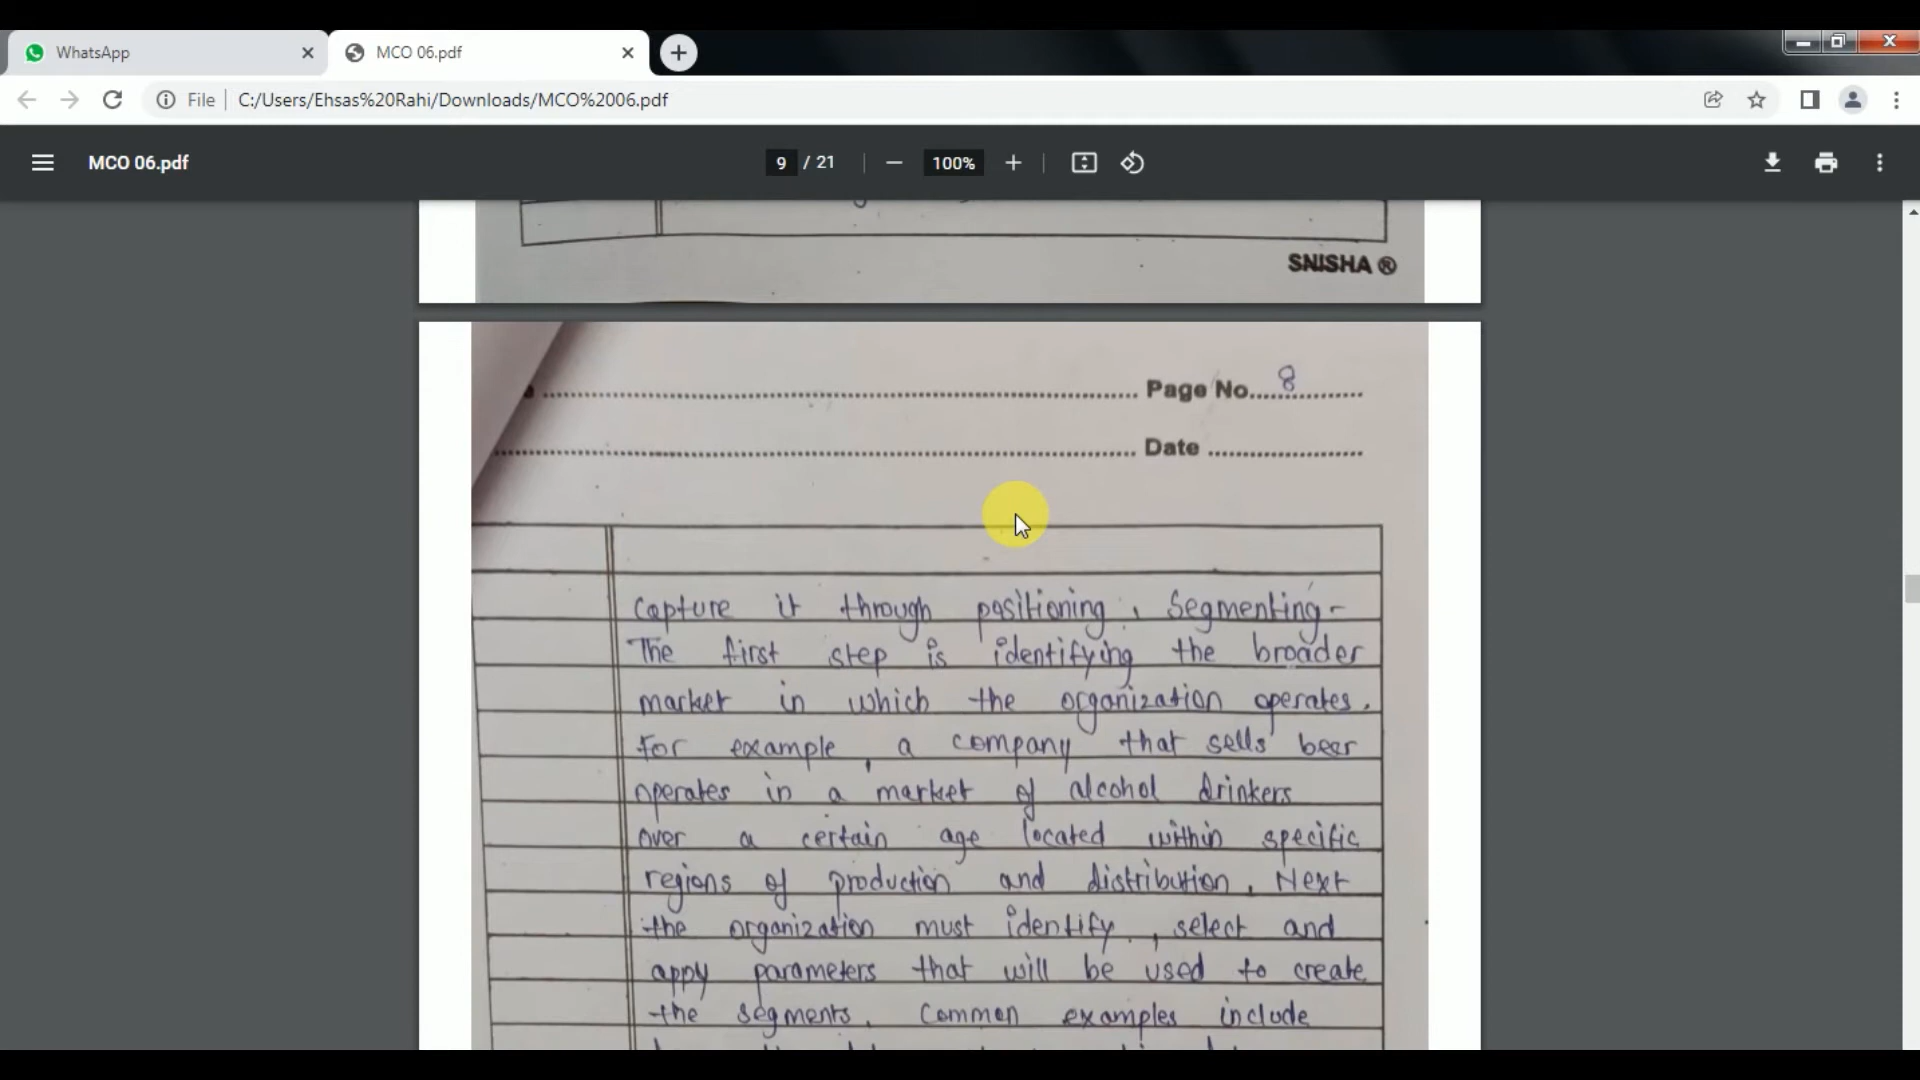 WhatsApp
MCO 06.pdf
File
C:/Users/Ehsas%20Rahi/Downloads/MCO%2006.pdf
MCO 06.pdf
9 / 21
100%
SNISHA ®
Page No. 8
Date
Capture it through positioning, Segmenting-
The first step is identifying the broader
market in which the organization operates.
For example, a company that sells beer
operates in a market of alcohol drinkers
over a certain age located within specific
regions of production and distribution. Next
the organization must identify, select and
apply parameters that will be used to create
the segments. Common examples include